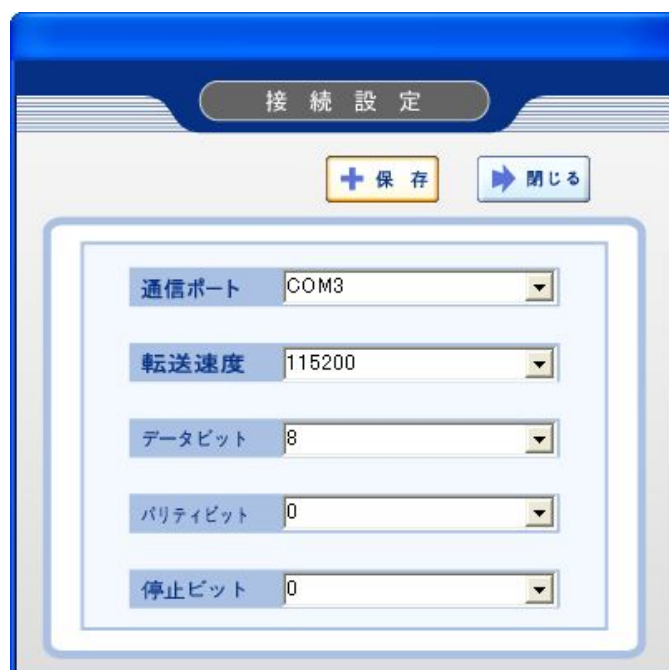 接続設定
保存
閉じる
通信ポート COM3
転送速度 115200
データビット 8
パリティビット 0
停止ビット 0